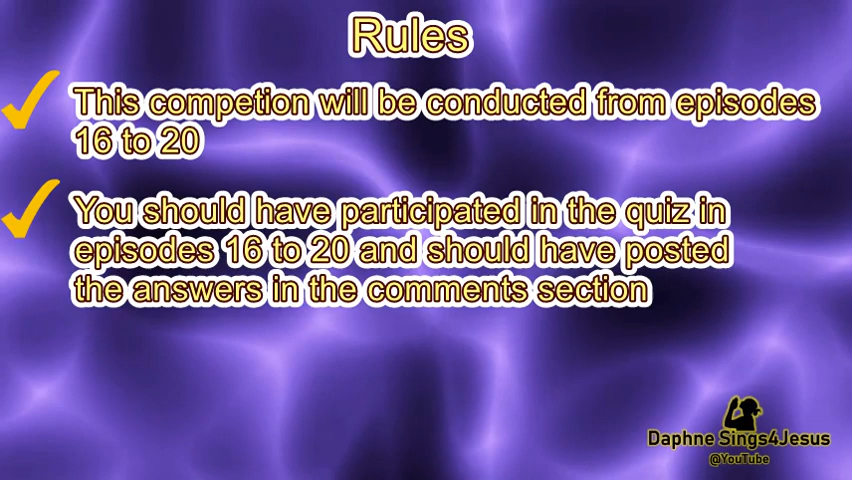 Rules
This competion will be conducted from episodes
16 to 20
You should have participated in the quiz in
episodes 16 to 20 and should have posted
the answers in the comments section
Daphne Sings4Jesus
@YouTube